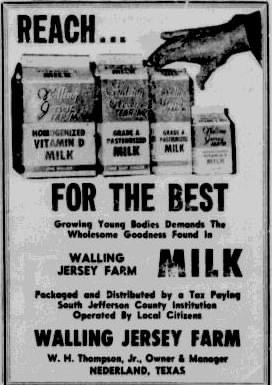 REACH...
HOMOGENIZED
VITAMIN D
MILK
GRADE A
PASTEURIZED
MILK
GRADE A
PASTEURIZED
MILK
VITAMIN D
MILK
FOR THE BEST
Growing Young Bodies Demands The
Wholesome Goodness Found In
WALLING
JERSEY FARM
MILK
Packaged and Distributed by a Tax Paying
South Jefferson County Institution
Operated By Local Citizens
WALLING JERSEY FARM
W. H. Thompson, Jr., Owner & Manager
NEDERLAND, TEXAS